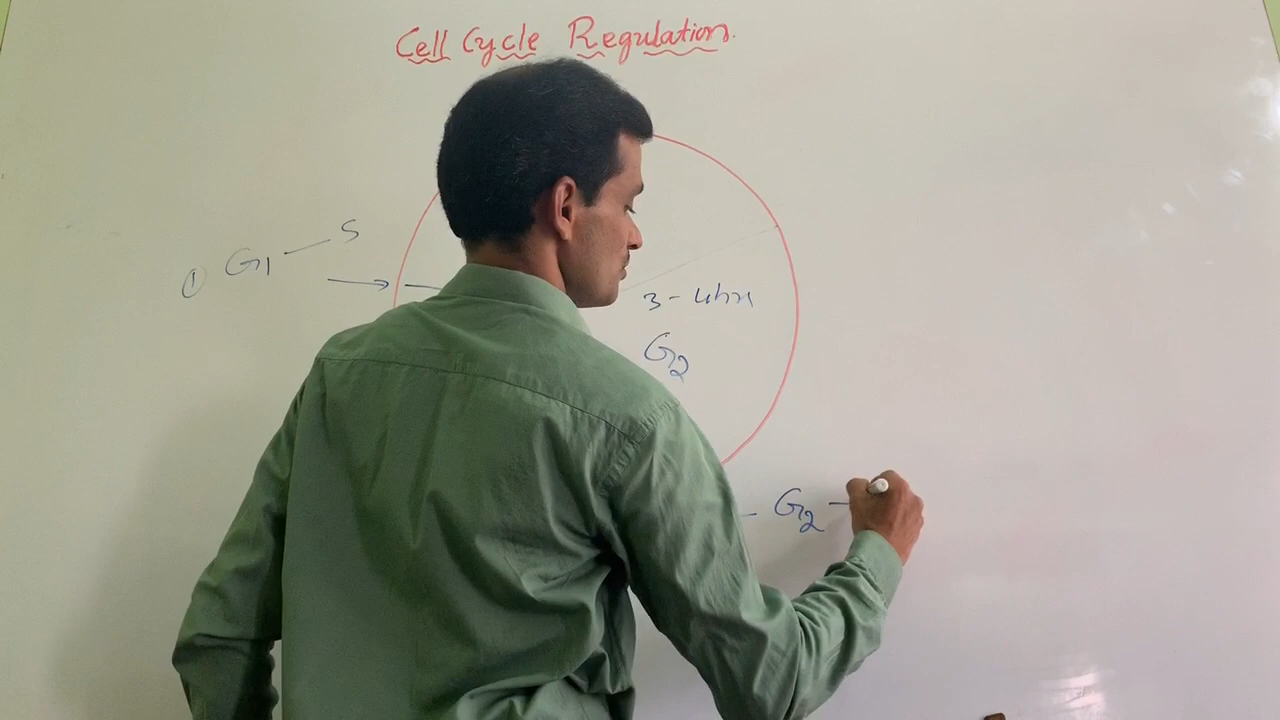 Cell Cycle Regulation.
① G1 — S
3-4hrs
G2
- G2 -